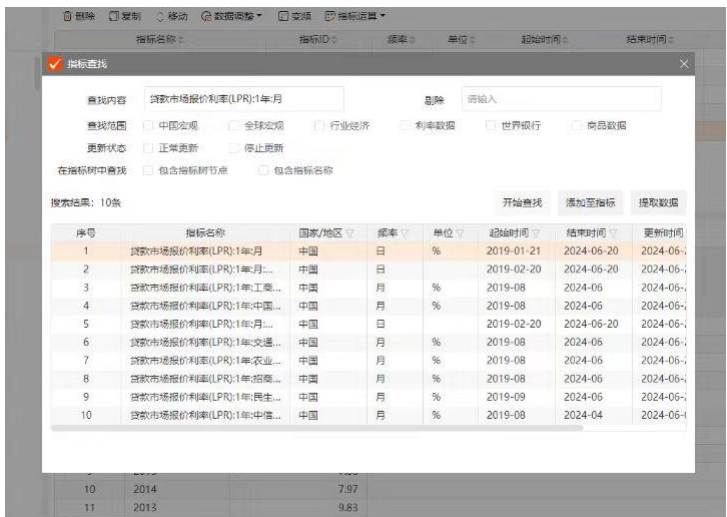 删除 复制 移动 数据调整 变频 指标运算
指标名称 指标ID 频率 单位 起始时间 结束时间
指标查找
查找内容 贷款市场报价利率(LPR):1年:月 剔除 请输入
查找范围 中国宏观 全球宏观 行业经济 利率数据 世界银行 商品数据
更新状态 正常更新 停止更新
在指标树中查找 包含指标树节点 包含指标名称
搜索结果: 10条 开始查找 添加至指标 提取数据
序号 指标名称 国家/地区 频率 单位 起始时间 结束时间 更新时间
1 贷款市场报价利率(LPR):1年:月 中国 日 % 2019-01-21 2024-06-20 2024-06-
2 贷款市场报价利率(LPR):1年:月:... 中国 日 2019-02-20 2024-06-20 2024-06-
3 贷款市场报价利率(LPR):1年:工商... 中国 月 % 2019-08 2024-06 2024-06-
4 贷款市场报价利率(LPR):1年:中国... 中国 月 % 2019-08 2024-06 2024-06-
5 贷款市场报价利率(LPR):1年:月:... 中国 日 2019-02-20 2024-06-20 2024-06-
6 贷款市场报价利率(LPR):1年:交通... 中国 月 % 2019-08 2024-06 2024-06-
7 贷款市场报价利率(LPR):1年:农业... 中国 月 % 2019-08 2024-06 2024-06-
8 贷款市场报价利率(LPR):1年:招商... 中国 月 % 2019-08 2024-06 2024-06-
9 贷款市场报价利率(LPR):1年:民生... 中国 月 % 2019-09 2024-06 2024-06-
10 贷款市场报价利率(LPR):1年:中信... 中国 月 % 2019-08 2024-04 2024-06-
10 2014 7.97
11 2013 9.83